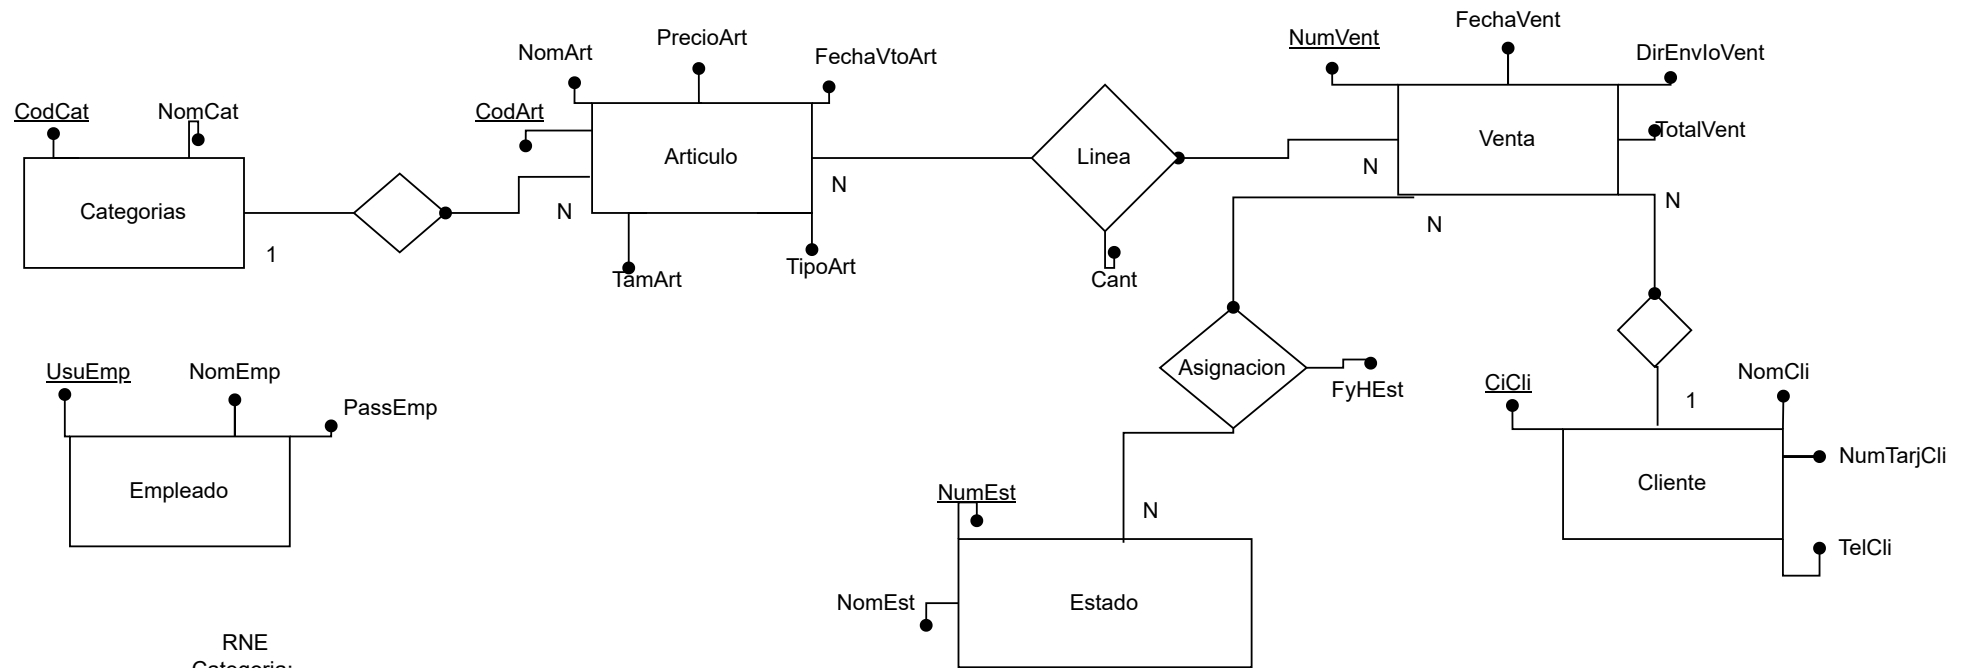 FechaVent
NumVent
PrecioArt
NomArt
FechaVtoArt
DirEnvIoVent
CodCat
NomCat
CodArt
TotalVent
Articulo
Linea
Venta
N
N
Categorias
N
N
N
1
TamArt
TipoArt
Cant
Asignacion
FyHEst
UsuEmp
NomEmp
PassEmp
CiCli
NomCli
1
NumTarjCli
Empleado
Cliente
NumEst
N
TelCli
NomEst
Estado
RNE
Categoria: